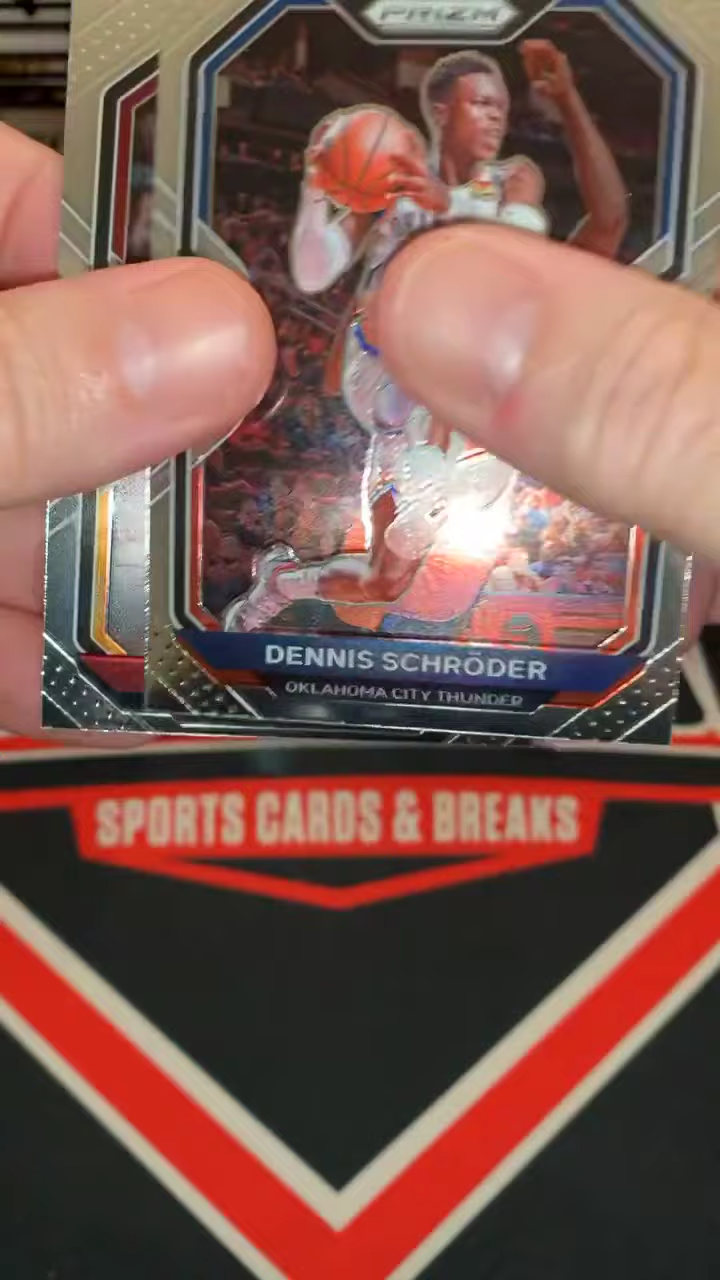 PRIZM
DENNIS SCHRÖDER
OKLAHOMA CITY THUNDER
SPORTS CARDS & BREAKS